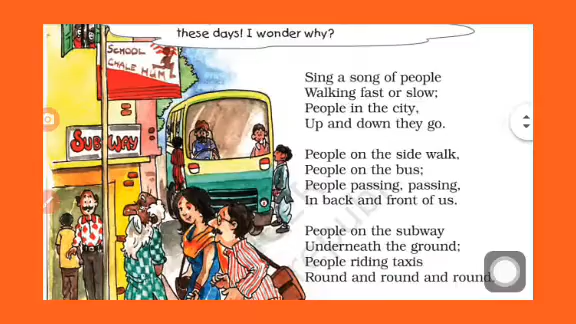 these days! I wonder why?
SCHOOL
CHALE HUM
SUBWAY
Sing a song of people
Walking fast or slow;
People in the city,
Up and down they go.
People on the side walk,
People on the bus;
People passing, passing,
In back and front of us.
People on the subway
Underneath the ground;
People riding taxis
Round and round and round.